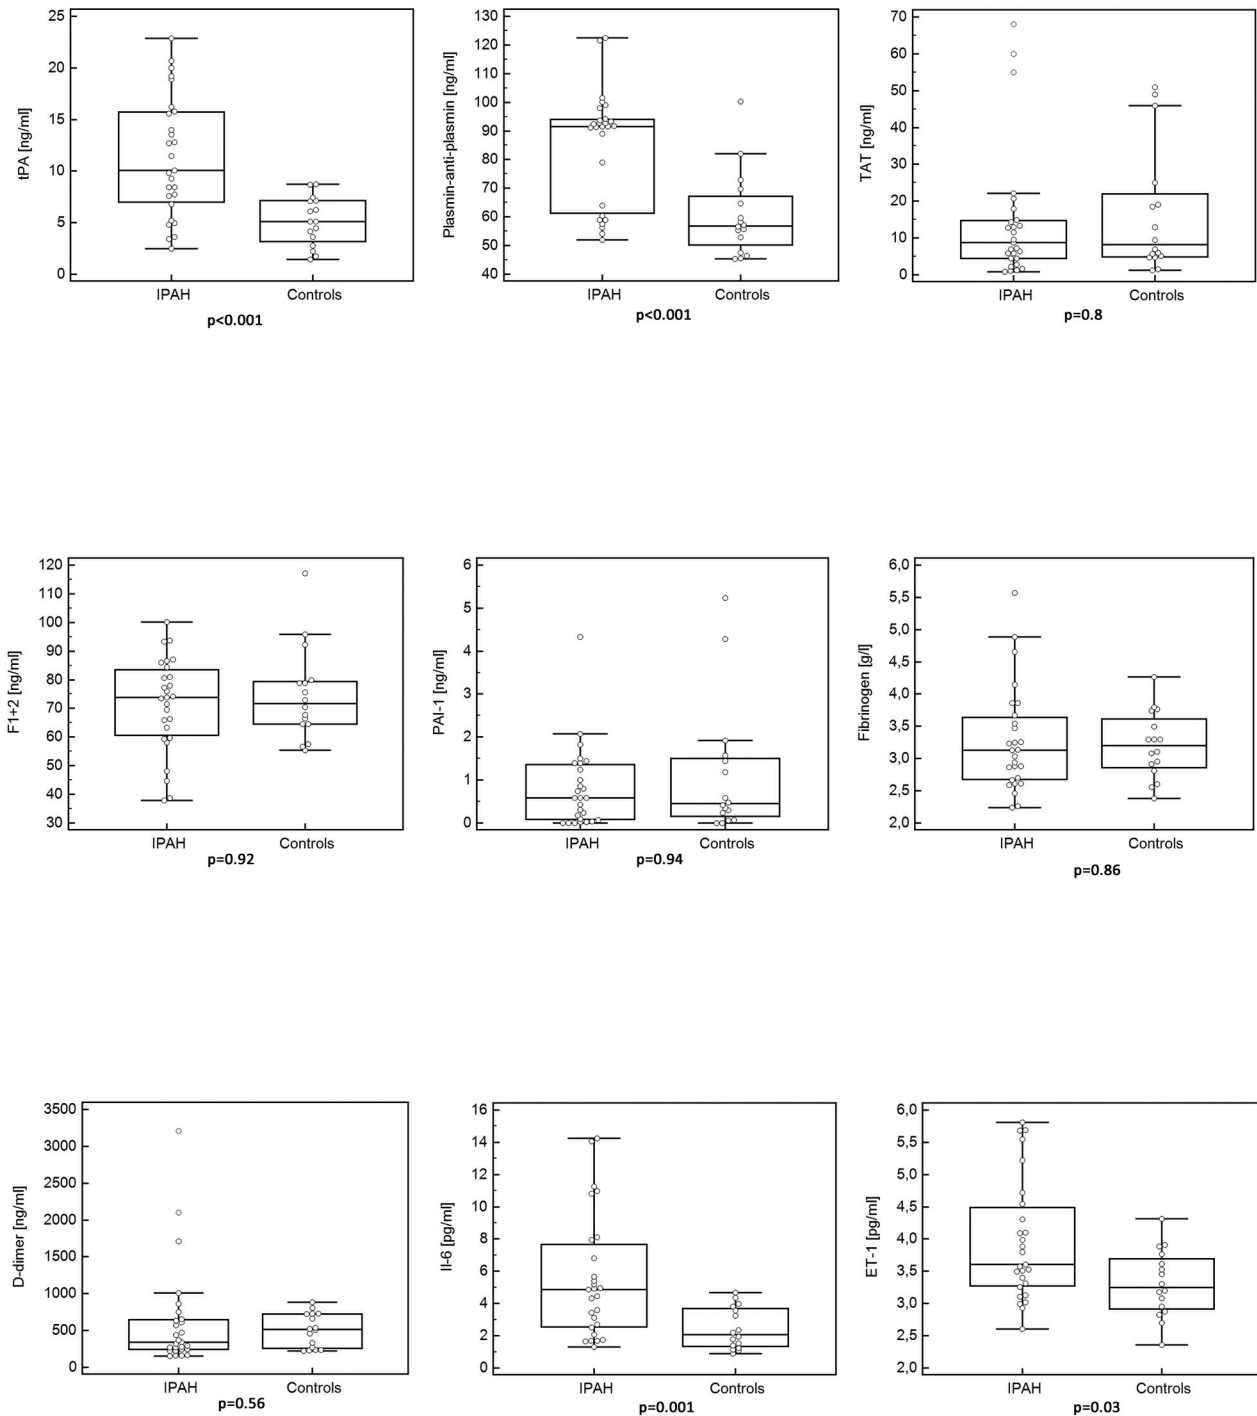 tPA [ng/ml]
25
20
15
10
5
0
IPAH Controls
p<0.001
Plasmin-anti-plasmin [ng/ml]
130
120
110
100
90
80
70
60
50
40
IPAH Controls
p<0.001
TAT [ng/ml]
70
60
50
40
30
20
10
0
IPAH Controls
p=0.8
F1+2 [ng/ml]
120
110
100
90
80
70
60
50
40
30
IPAH Controls
p=0.92
PAI-1 [ng/ml]
6
5
4
3
2
1
0
IPAH Controls
p=0.94
Fibrinogen [g/l]
6,0
5,5
5,0
4,5
4,0
3,5
3,0
2,5
2,0
IPAH Controls
p=0.86
D-dimer [ng/ml]
3500
3000
2500
2000
1500
1000
500
0
IPAH Controls
p=0.56
Il-6 [pg/ml]
16
14
12
10
8
6
4
2
0
IPAH Controls
p=0.001
ET-1 [pg/ml]
6,0
5,5
5,0
4,5
4,0
3,5
3,0
2,5
2,0
IPAH Controls
p=0.03